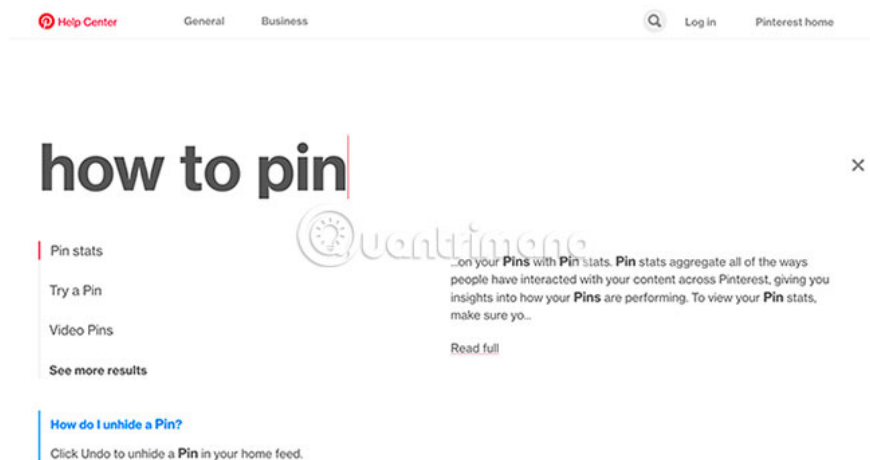 Help Center General Business Log in Pinterest home
how to pin
Quantrimang
Pin stats
Try a Pin
Video Pins
See more results
...on your Pins with Pin stats. Pin stats aggregate all of the ways
people have interacted with your content across Pinterest, giving you
insights into how your Pins are performing. To view your Pin stats,
make sure yo...
Read full
How do I unhide a Pin?
Click Undo to unhide a Pin in your home feed.